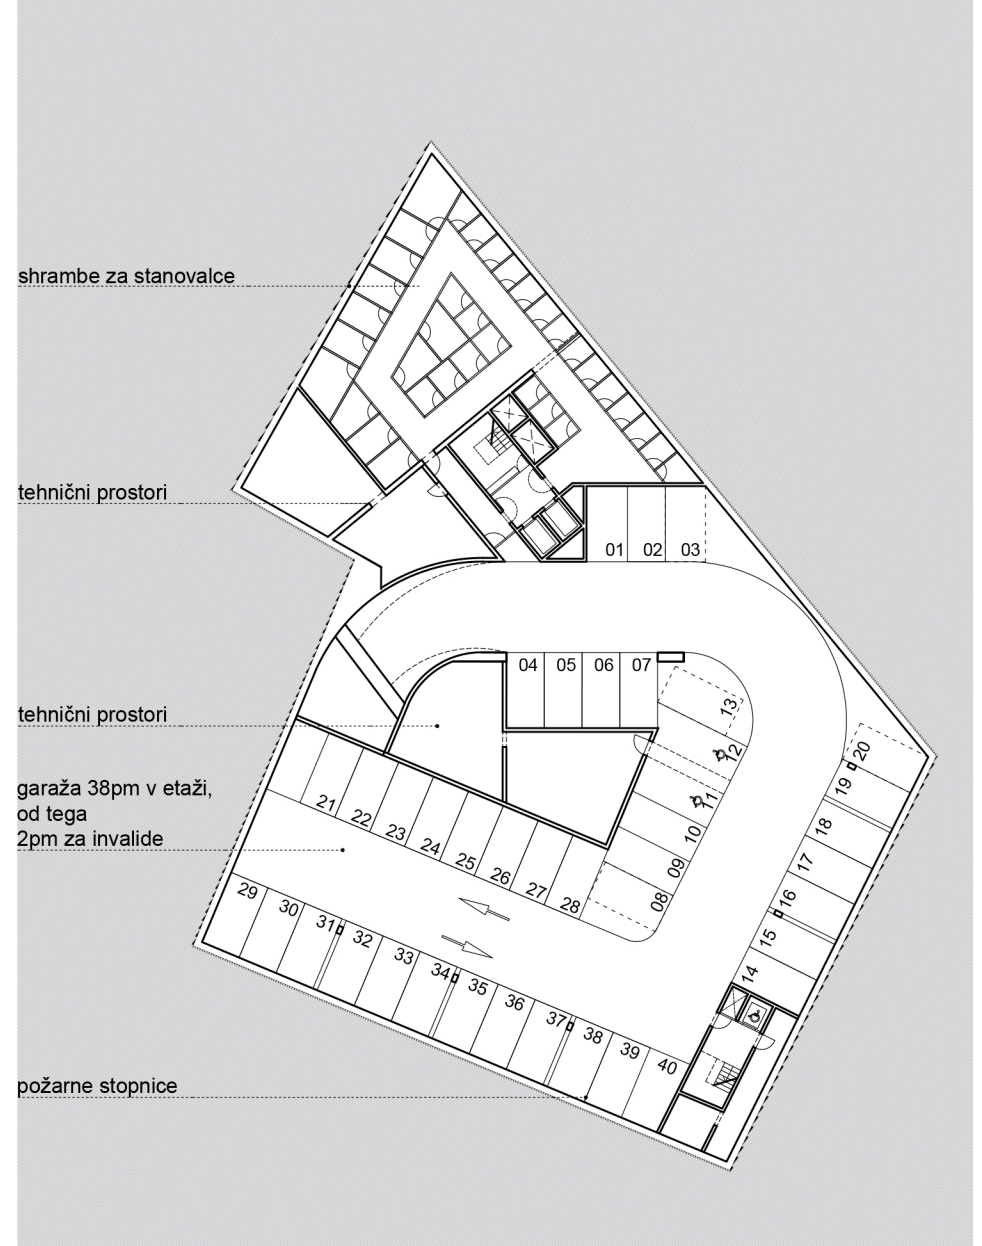 shrambe za stanovalce
tehnični prostori
01 02 03
04 05 06 07
tehnični prostori
13
12
11
10
09
08
20
19
18
17
16
15
14
garaža 38pm v etaži,
od tega
2pm za invalide
21 22 23 24 25 26 27 28
29 30 31 32 33 34 35 36 37 38 39 40
požarne stopnice